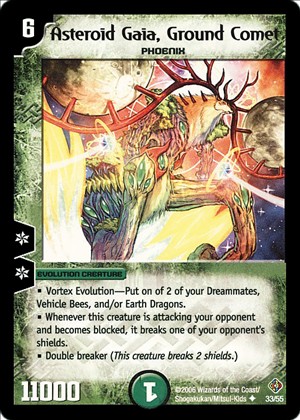 6
Asteroid Gaia, Ground Comet
PHOENIX
EVOLUTION CREATURE
▪ Vortex Evolution—Put on of 2 of your Dreammates,
Vehicle Bees, and/or Earth Dragons.
▪ Whenever this creature is attacking your opponent
and becomes blocked, it breaks one of your opponent's
shields.
▪ Double breaker (This creature breaks 2 shields.)
11000
1
©2006 Wizards of the Coast/
Shogakukan/Mitsui-Kids ♦ 33/55